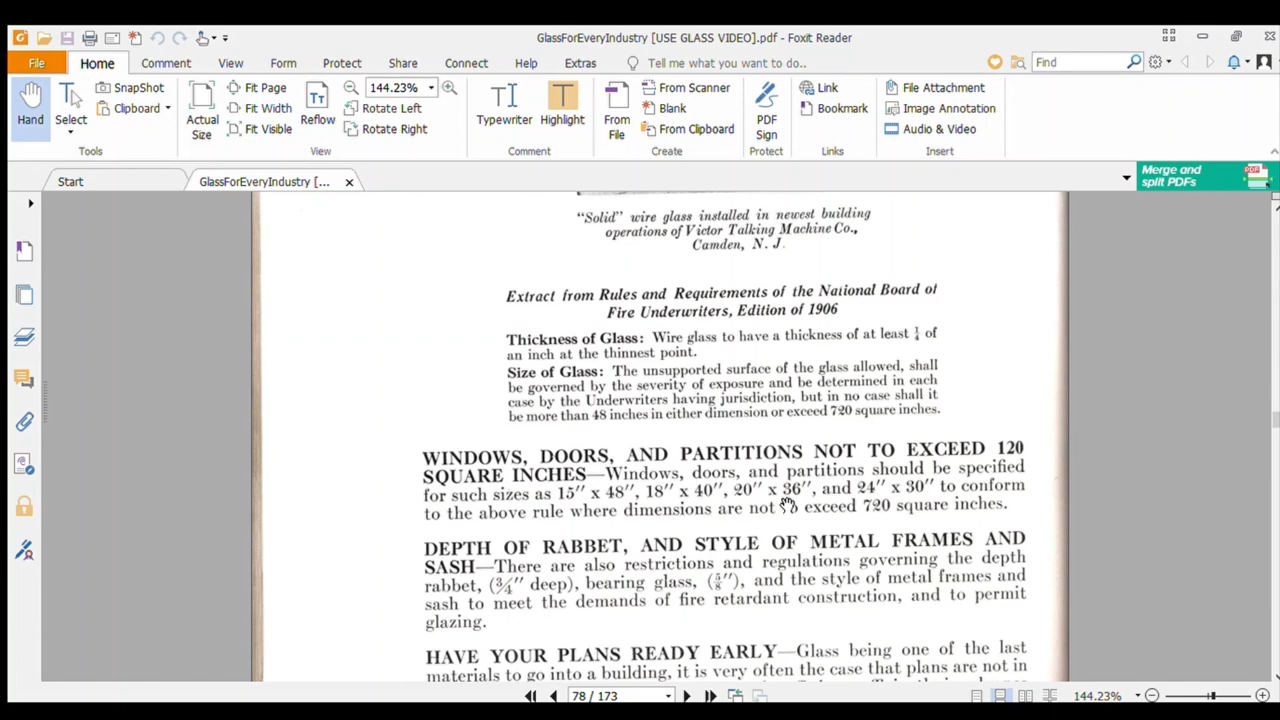 GlassForEveryIndustry [USE GLASS VIDEO].pdf - Foxit Reader
File Home Comment View Form Protect Share Connect Help Extras Tell me what you want to do.. Find
Hand Select SnapShot Clipboard Actual Size Fit Page Fit Width Fit Visible Reflow 144.23% Rotate Left Rotate Right Typewriter Highlight From File From Scanner Blank From Clipboard PDF Sign Link Bookmark File Attachment Image Annotation Audio & Video
Tools View Comment Create Protect Links Insert
Start GlassForEveryIndustry [... Merge and split PDFs PDF
"Solid" wire glass installed in newest building
operations of Victor Talking Machine Co.,
Camden, N. J.
Extract from Rules and Requirements of the National Board of
Fire Underwriters, Edition of 1906
Thickness of Glass: Wire glass to have a thickness of at least ¼ of
an inch at the thinnest point.
Size of Glass: The unsupported surface of the glass allowed, shall
be governed by the severity of exposure and be determined in each
case by the Underwriters having jurisdiction, but in no case shall it
be more than 48 inches in either dimension or exceed 720 square inches.
WINDOWS, DOORS, AND PARTITIONS NOT TO EXCEED 120
SQUARE INCHES—Windows, doors, and partitions should be specified
for such sizes as 15″ x 48″, 18″ x 40″, 20″ x 36″, and 24″ x 30″ to conform
to the above rule where dimensions are not to exceed 720 square inches.
DEPTH OF RABBET, AND STYLE OF METAL FRAMES AND
SASH—There are also restrictions and regulations governing the depth
rabbet, (3/4″ deep), bearing glass, (5/8″), and the style of metal frames and
sash to meet the demands of fire retardant construction, and to permit
glazing.
HAVE YOUR PLANS READY EARLY—Glass being one of the last
materials to go into a building, it is very often the case that plans are not in
78 / 173 144.23%